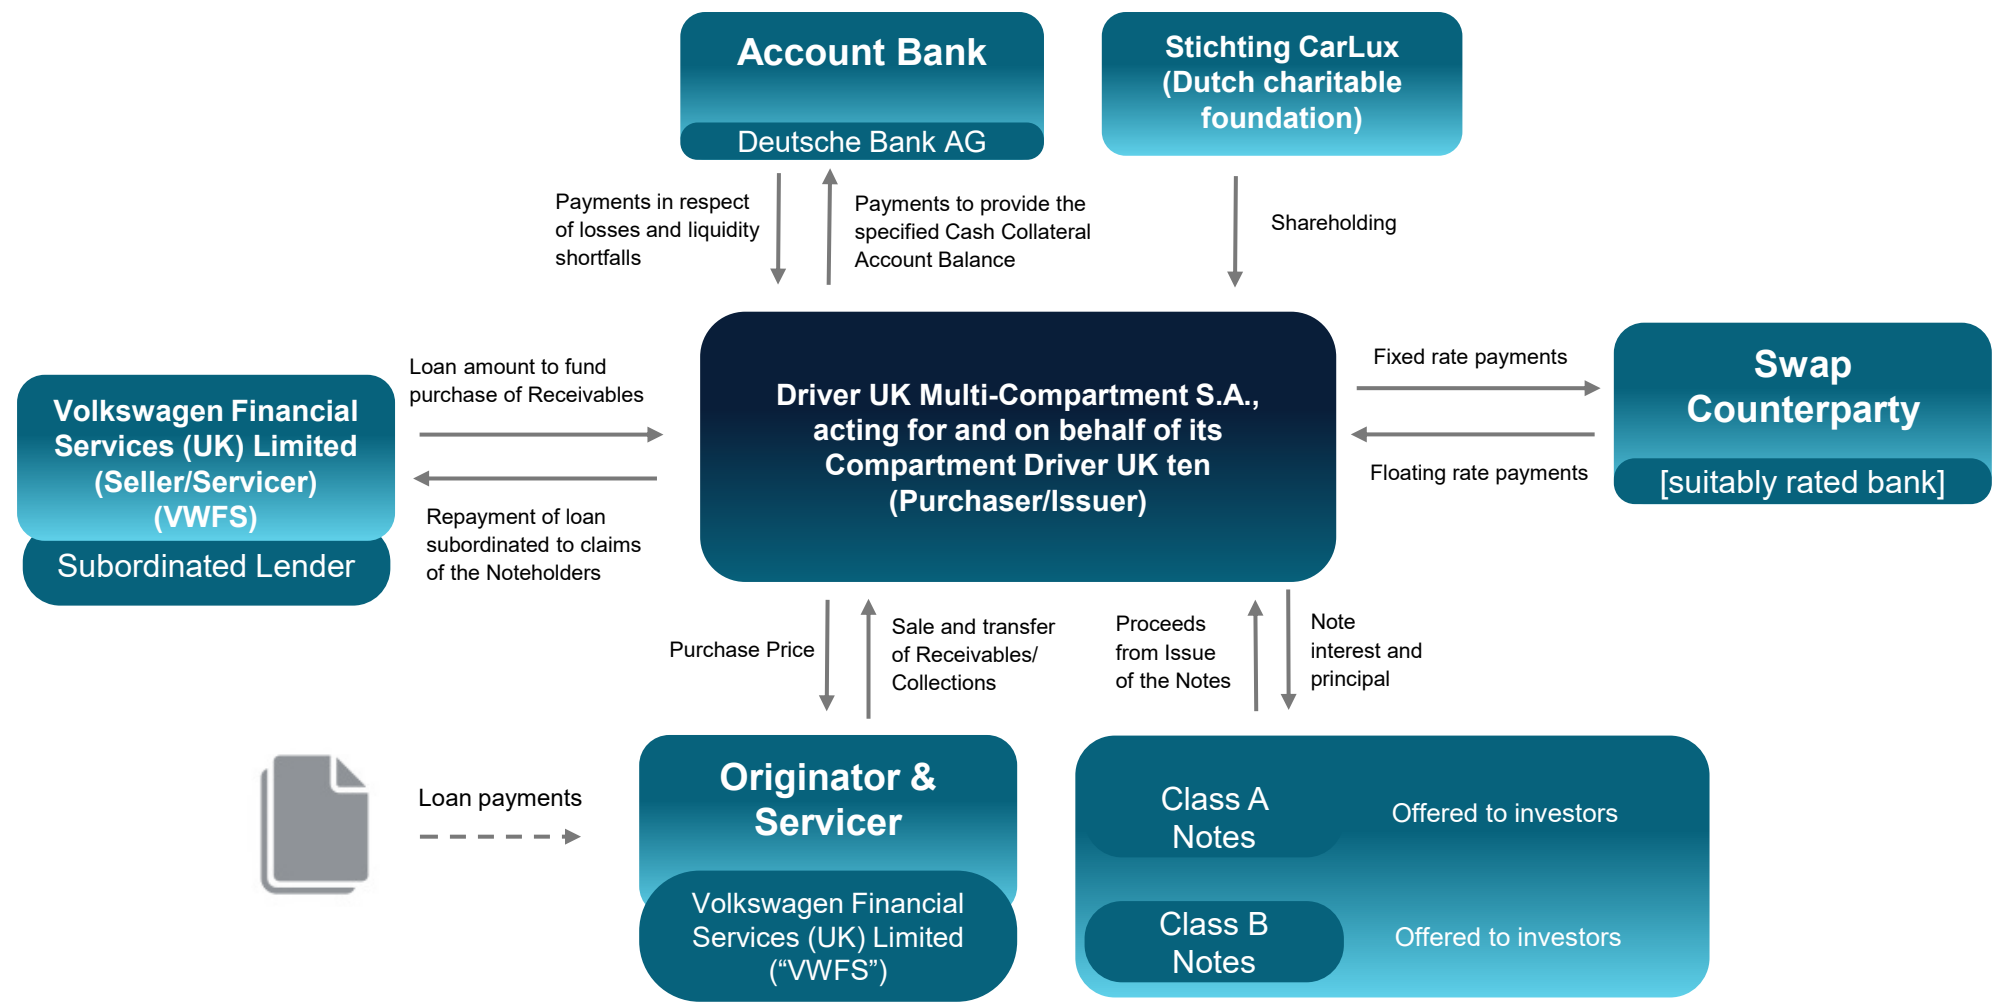 Account Bank
Deutsche Bank AG
Stichting CarLux
(Dutch charitable
foundation)
Payments in respect
of losses and liquidity
shortfalls
Payments to provide the
specified Cash Collateral
Account Balance
Shareholding
Volkswagen Financial
Services (UK) Limited
(Seller/Servicer)
(VWFS)
Subordinated Lender
Loan amount to fund
purchase of Receivables
Repayment of loan
subordinated to claims
of the Noteholders
Driver UK Multi-Compartment S.A.,
acting for and on behalf of its
Compartment Driver UK ten
(Purchaser/Issuer)
Fixed rate payments
Floating rate payments
Swap
Counterparty
[suitably rated bank]
Purchase Price
Sale and transfer
of Receivables/
Collections
Proceeds
from Issue
of the Notes
Note
interest and
principal
Loan payments
Originator &
Servicer
Volkswagen Financial
Services (UK) Limited
(“VWFS”)
Class A
Notes
Offered to investors
Class B
Notes
Offered to investors